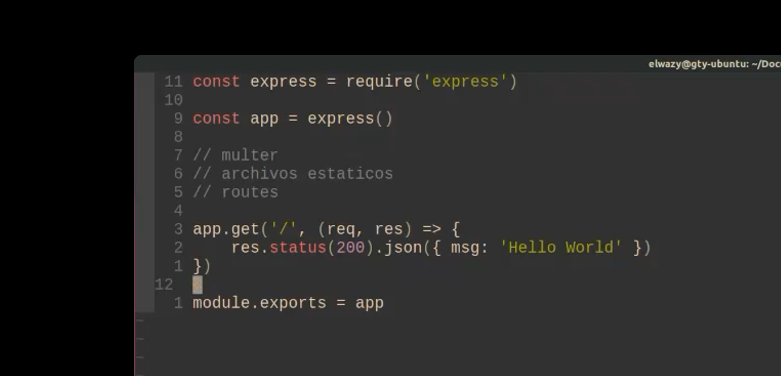 elwazy@gty-ubuntu: ~/Doc
11 const express = require('express')
10
9 const app = express()
8
7 // multer
6 // archivos estaticos
5 // routes
4
3 app.get('/', (req, res) => {
2     res.status(200).json({ msg: 'Hello World' })
1 })
12
1 module.exports = app
~
~
~
~